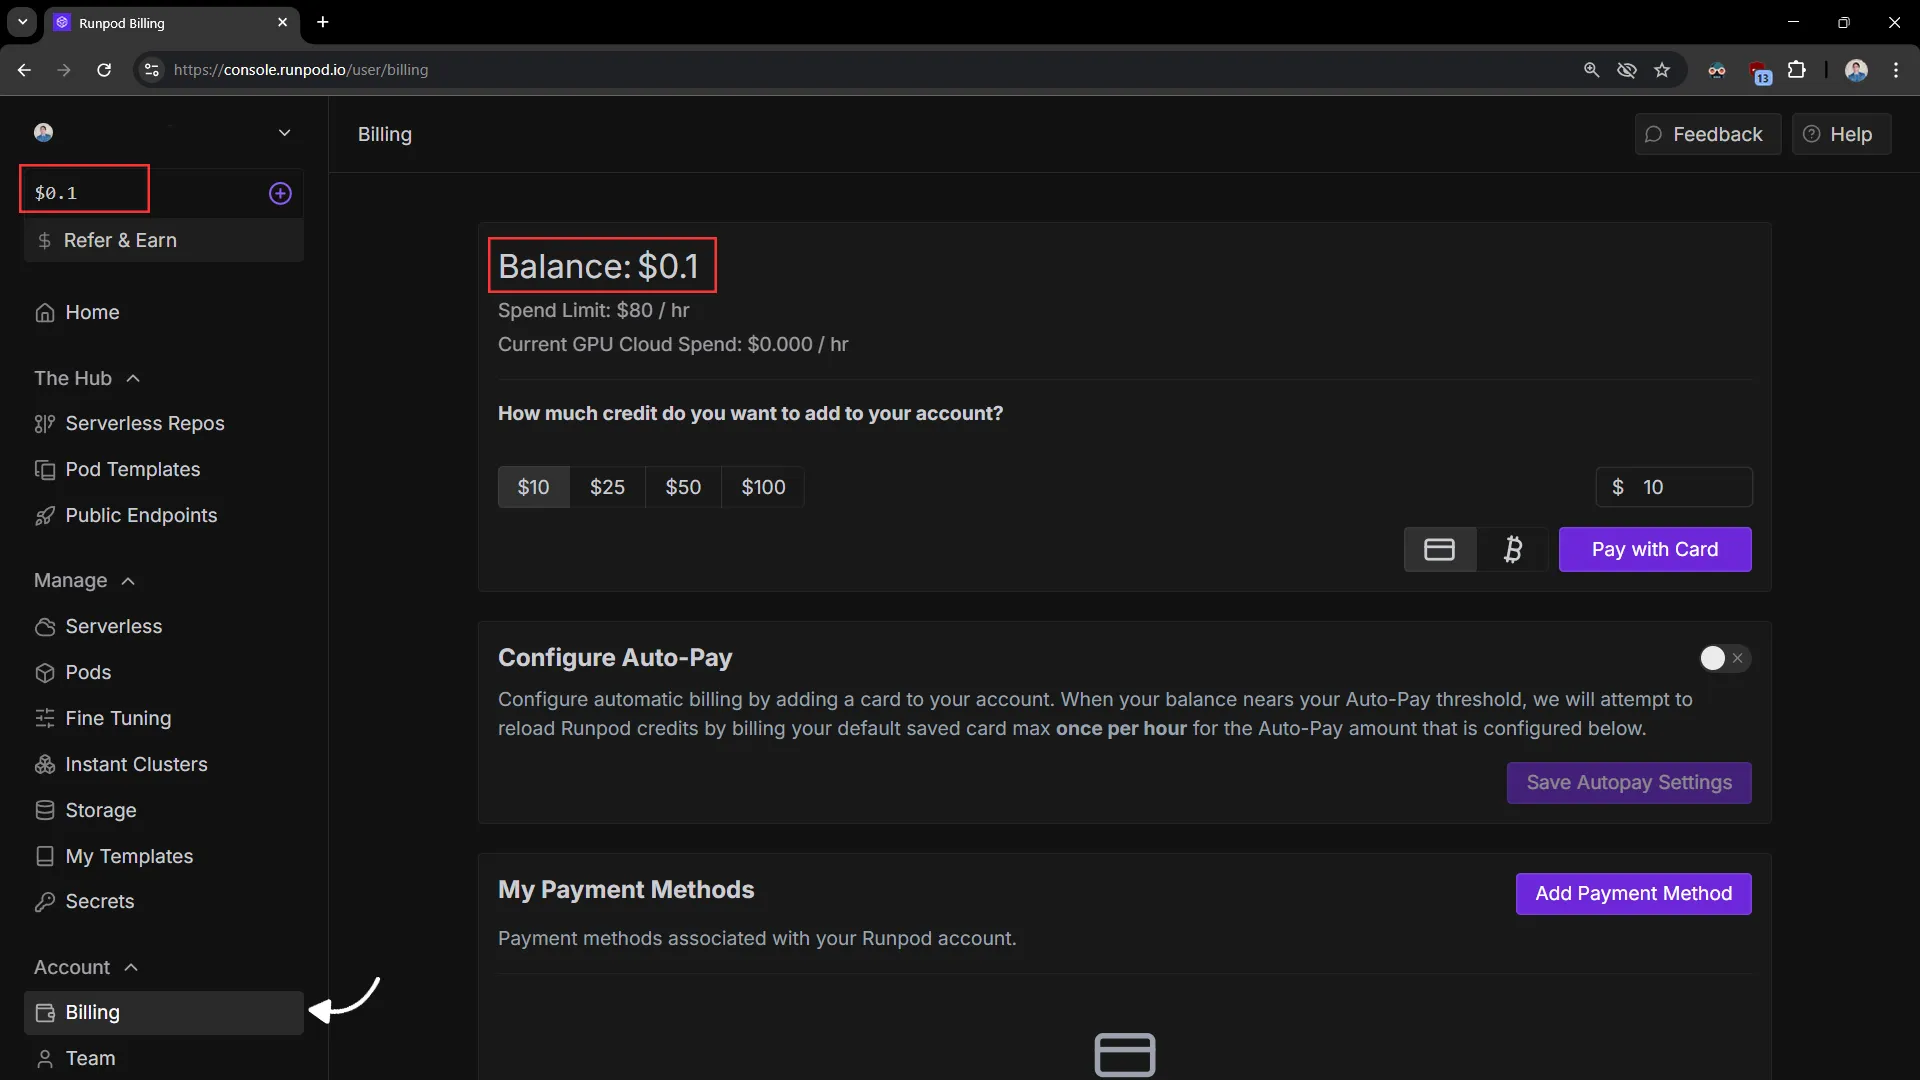 Runpod Billing
https://console.runpod.io/user/billing
13
Billing
Feedback
Help
$0.1
Refer & Earn
Home
The Hub
Serverless Repos
Pod Templates
Public Endpoints
Manage
Serverless
Pods
Fine Tuning
Instant Clusters
Storage
My Templates
Secrets
Account
Billing
Team
Balance: $0.1
Spend Limit: $80 / hr
Current GPU Cloud Spend: $0.000 / hr
How much credit do you want to add to your account?
$10 $25 $50 $100
$ 10
Pay with Card
Configure Auto-Pay
Configure automatic billing by adding a card to your account. When your balance nears your Auto-Pay threshold, we will attempt to
reload Runpod credits by billing your default saved card max once per hour for the Auto-Pay amount that is configured below.
Save Autopay Settings
My Payment Methods
Add Payment Method
Payment methods associated with your Runpod account.